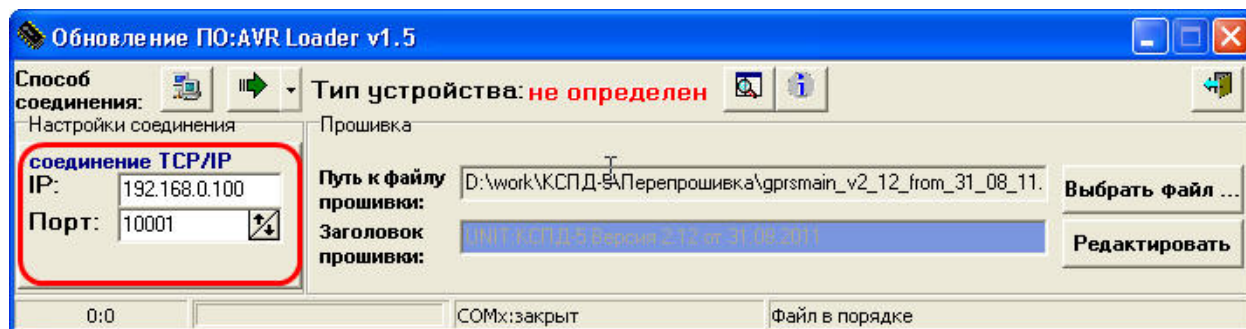 Обновление ПО:AVR Loader v1.5
Способ соединения:
Тип устройства: не определен
Настройки соединения
соединение TCP/IP
IP: 192.168.0.100
Порт: 10001
Прошивка
Путь к файлу прошивки: D:\work\КСПД-5\Перепрошивка\gprsmain_v2_12_from_31_08_11.
Выбрать файл ...
Заголовок прошивки: UNIT:КСПД-5 Версия 2.12 от 31.08.2011
Редактировать
0:0
COMx:закрыт
Файл в порядке